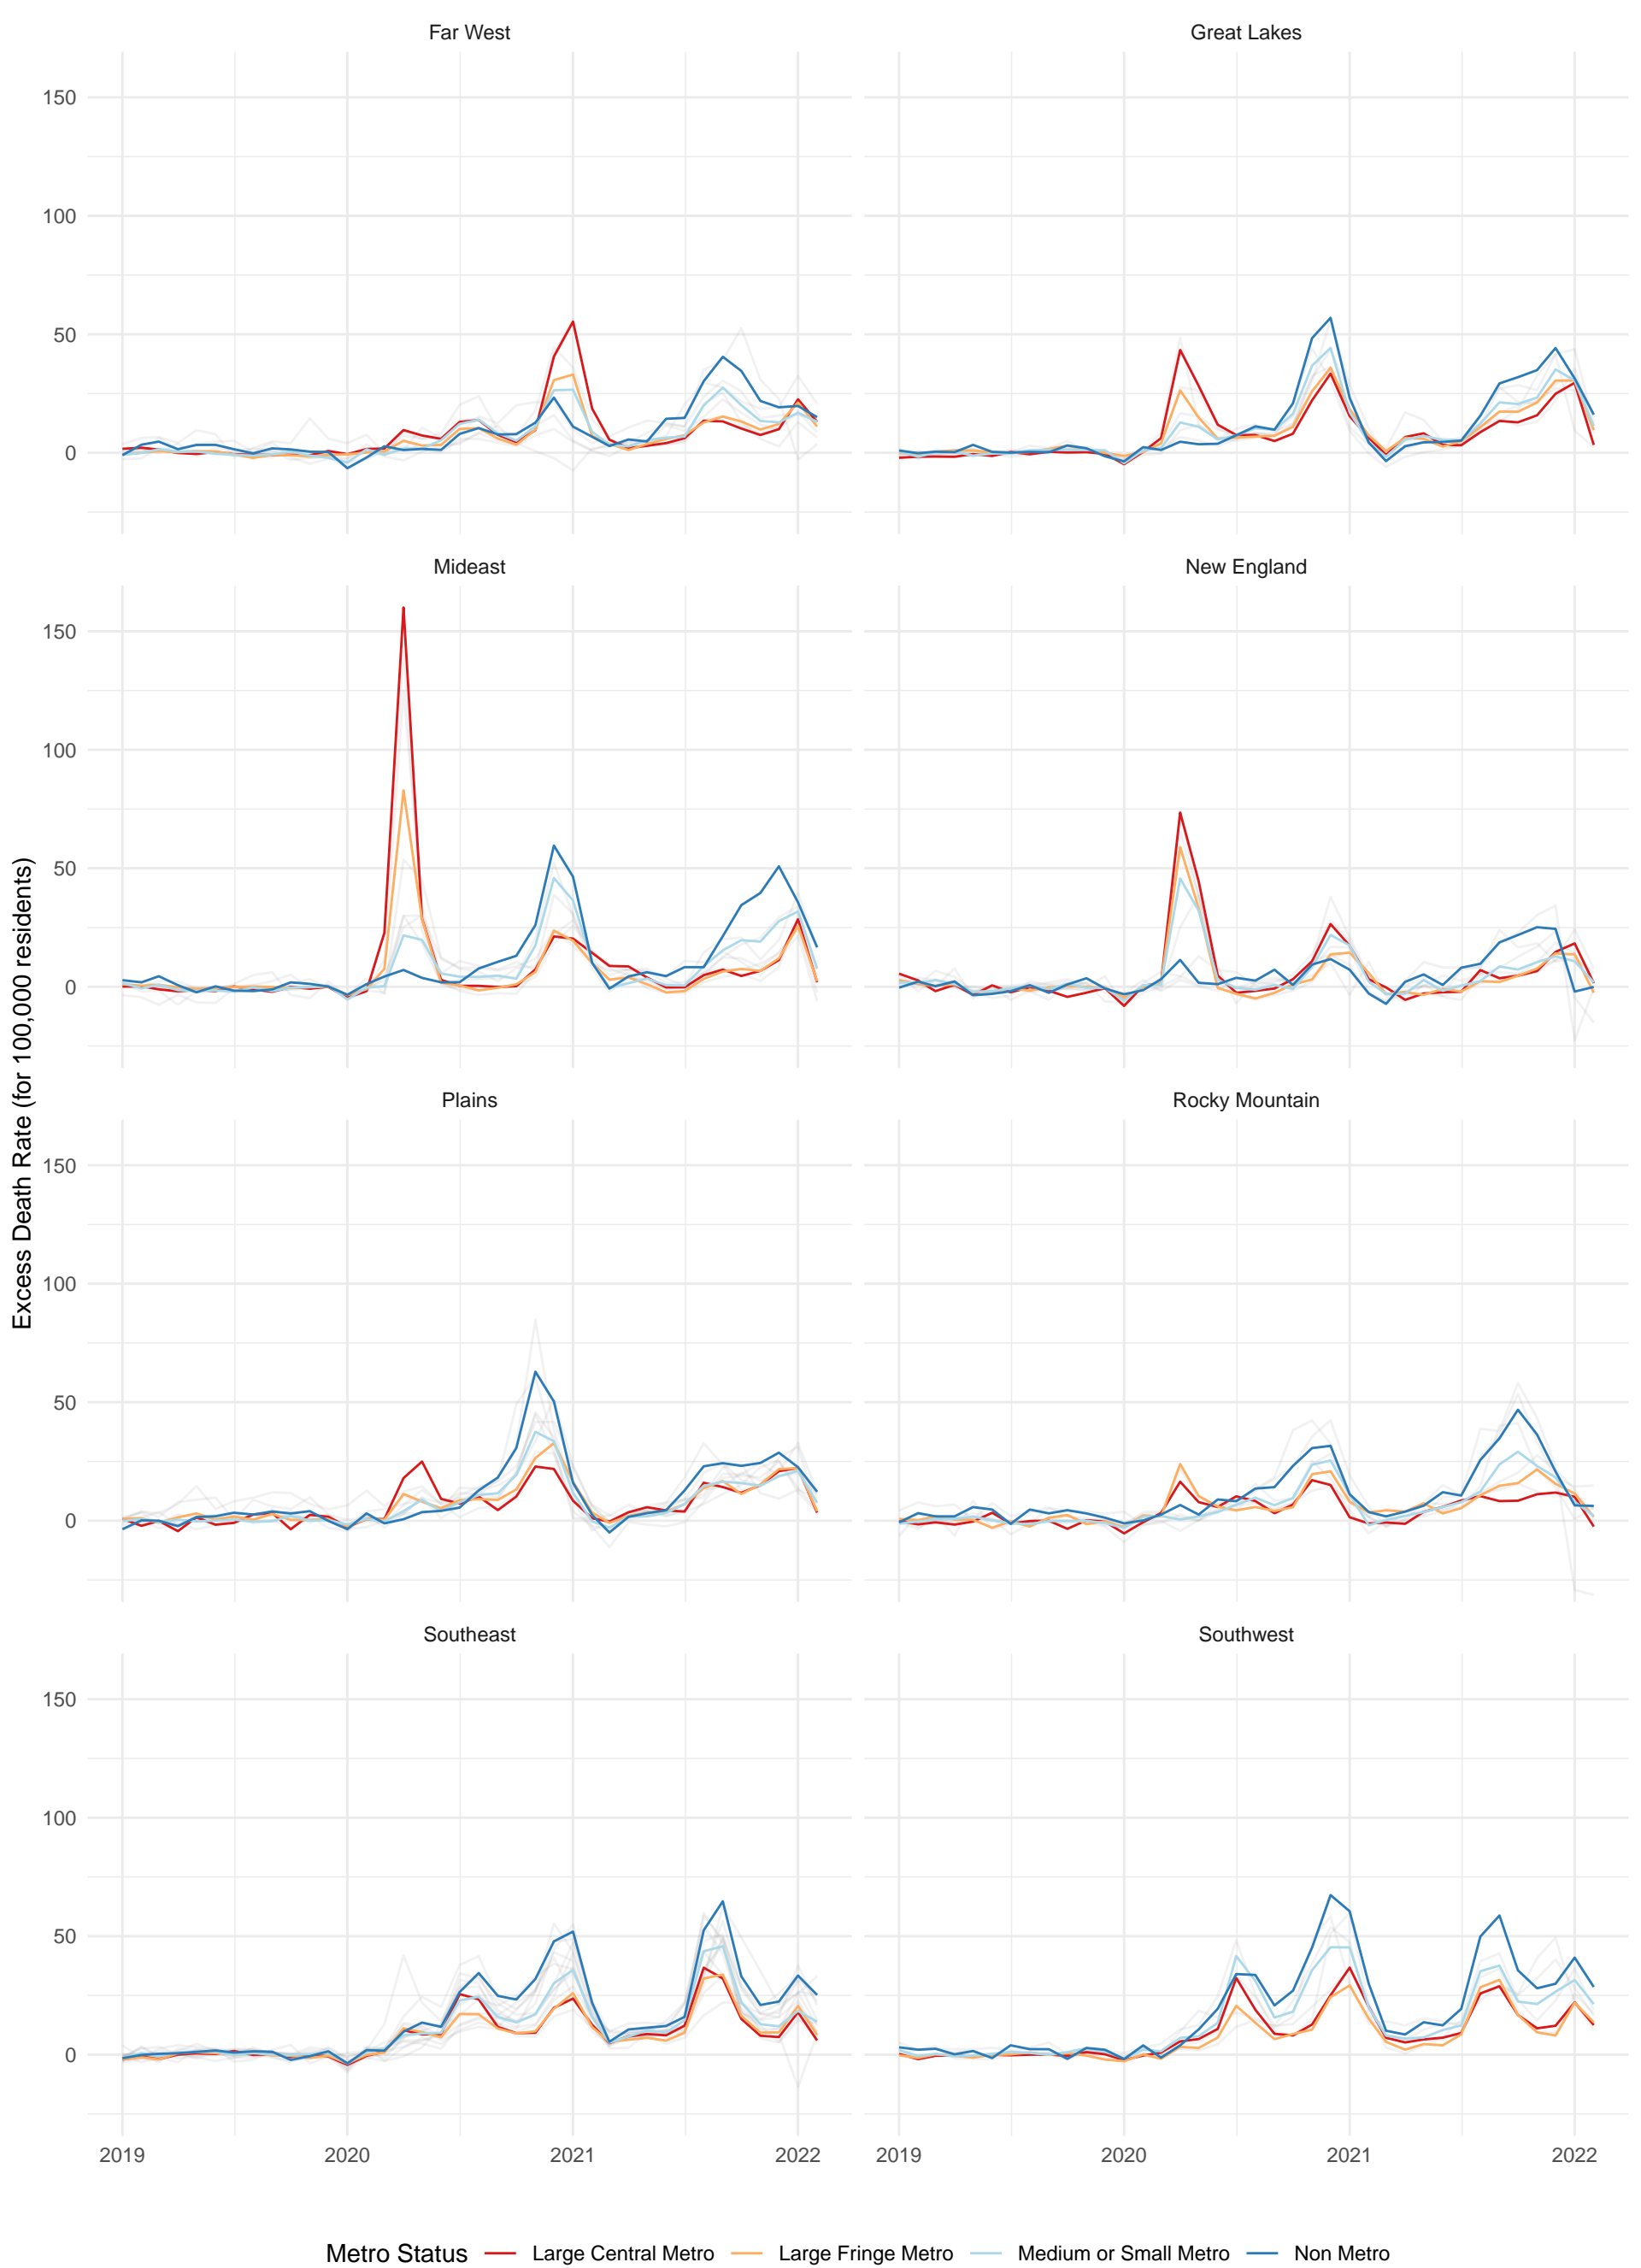 Far West
Great Lakes
150
100
50
0
Mideast
New England
150
100
50
0
Excess Death Rate (for 100,000 residents)
Plains
Rocky Mountain
150
100
50
0
Southeast
Southwest
150
100
50
0
2019 2020 2021 2022 2019 2020 2021 2022
Metro Status Large Central Metro Large Fringe Metro Medium or Small Metro Non Metro